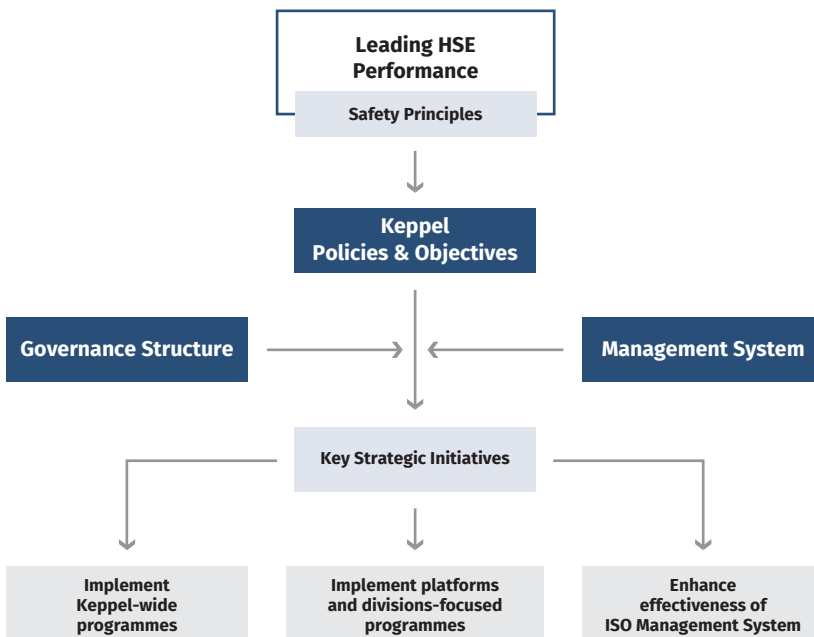 Leading HSE
Performance
Safety Principles
Keppel
Policies & Objectives
Governance Structure
Management System
Key Strategic Initiatives
Implement
Keppel-wide
programmes
Implement platforms
and divisions-focused
programmes
Enhance
effectiveness of
ISO Management System